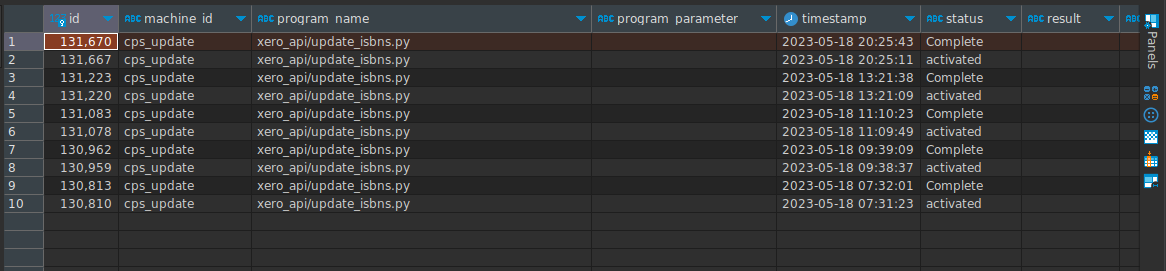 id ABC machine_id ABC program_name ABC program_parameter timestamp ABC status ABC result ABC
1 131,670 cps_update xero_api/update_isbns.py 2023-05-18 20:25:43 Complete
2 131,667 cps_update xero_api/update_isbns.py 2023-05-18 20:25:11 activated
3 131,223 cps_update xero_api/update_isbns.py 2023-05-18 13:21:38 Complete
4 131,220 cps_update xero_api/update_isbns.py 2023-05-18 13:21:09 activated
5 131,083 cps_update xero_api/update_isbns.py 2023-05-18 11:10:23 Complete
6 131,078 cps_update xero_api/update_isbns.py 2023-05-18 11:09:49 activated
7 130,962 cps_update xero_api/update_isbns.py 2023-05-18 09:39:09 Complete
8 130,959 cps_update xero_api/update_isbns.py 2023-05-18 09:38:37 activated
9 130,813 cps_update xero_api/update_isbns.py 2023-05-18 07:32:01 Complete
10 130,810 cps_update xero_api/update_isbns.py 2023-05-18 07:31:23 activated
Panels